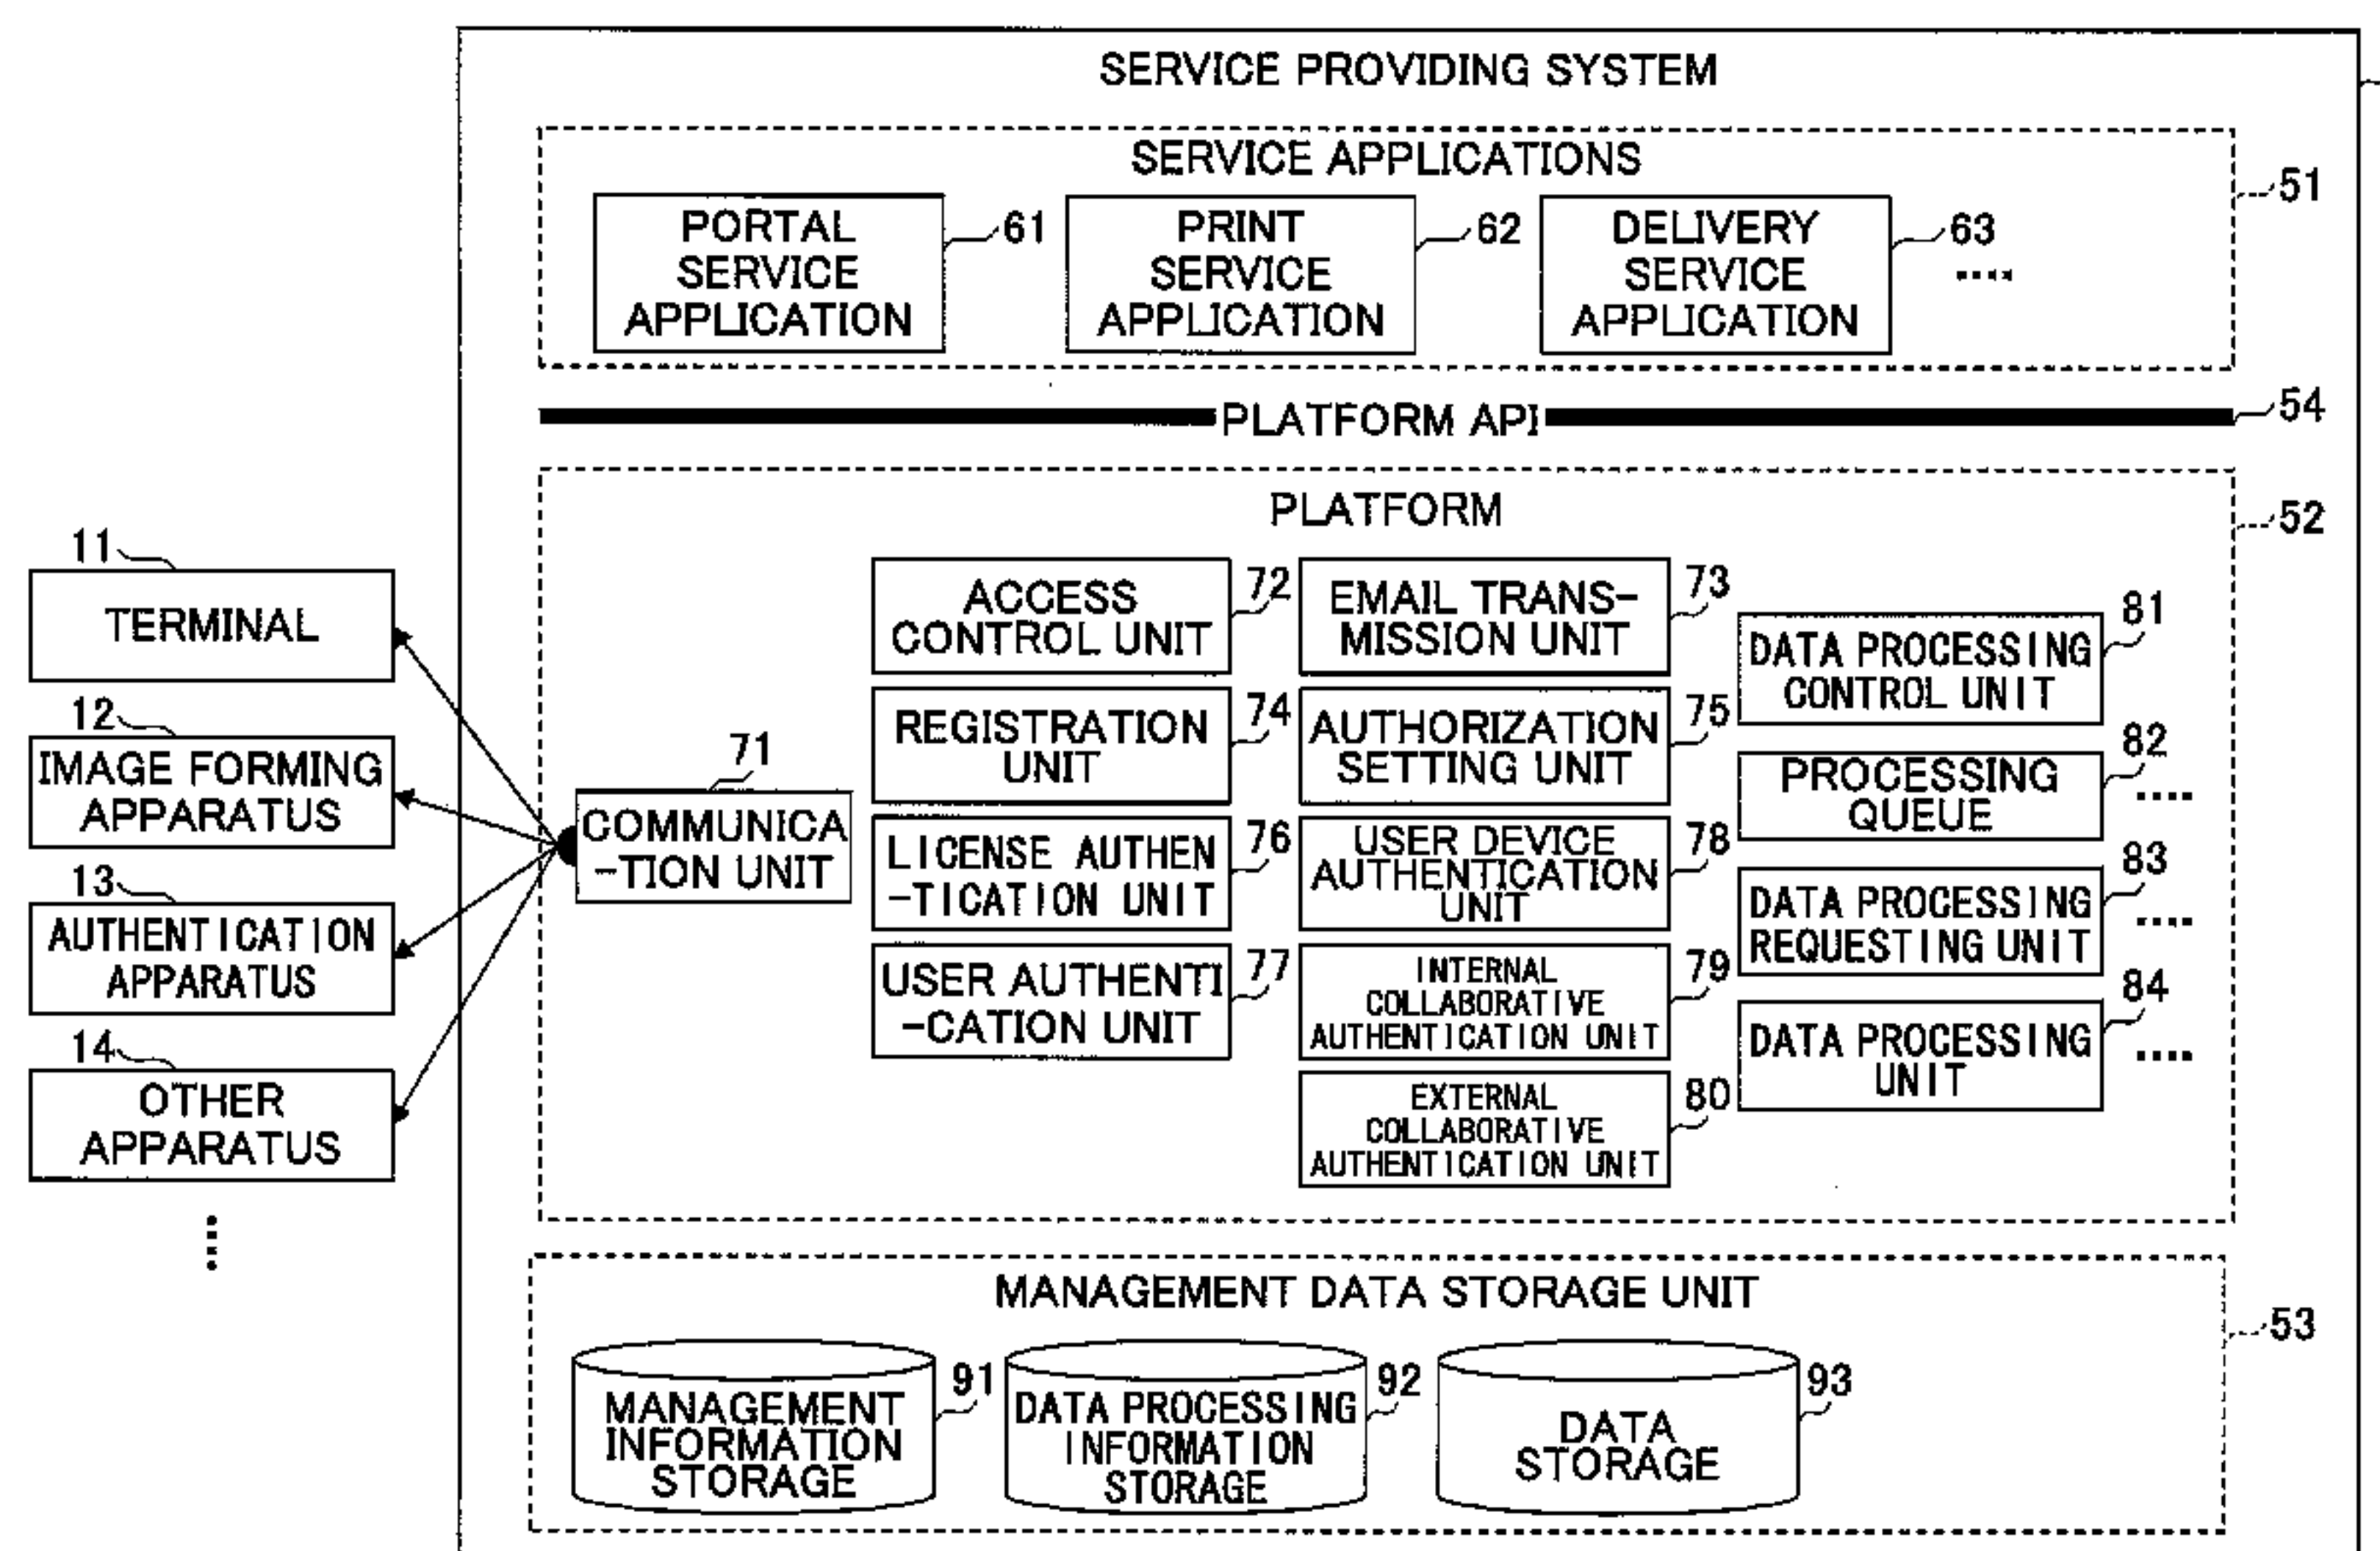 SERVICE PROVIDING SYSTEM
SERVICE APPLICATIONS
51
PORTAL
SERVICE
APPLICATION
61
PRINT
SERVICE
APPLICATION
62
DELIVERY
SERVICE
APPLICATION
63
....
PLATFORM API
54
PLATFORM
52
11
TERMINAL
12
IMAGE FORMING
APPARATUS
13
AUTHENTICATION
APPARATUS
14
OTHER
APPARATUS
71
COMMUNICA
-TION UNIT
ACCESS
CONTROL UNIT
72
EMAIL TRANS-
MISSION UNIT
73
REGISTRATION
UNIT
74
AUTHORIZATION
SETTING UNIT
75
LICENSE AUTHEN
-TICATION UNIT
76
USER DEVICE
AUTHENTICATION
UNIT
78
USER AUTHENTI
-CATION UNIT
77
INTERNAL
COLLABORATIVE
AUTHENTICATION UNIT
79
EXTERNAL
COLLABORATIVE
AUTHENTICATION UNIT
80
DATA PROCESSING
CONTROL UNIT
81
PROCESSING
QUEUE
82
....
DATA PROCESSING
REQUESTING UNIT
83
....
DATA PROCESSING
UNIT
84
....
MANAGEMENT DATA STORAGE UNIT
53
MANAGEMENT
INFORMATION
STORAGE
91
DATA PROCESSING
INFORMATION
STORAGE
92
DATA
STORAGE
93